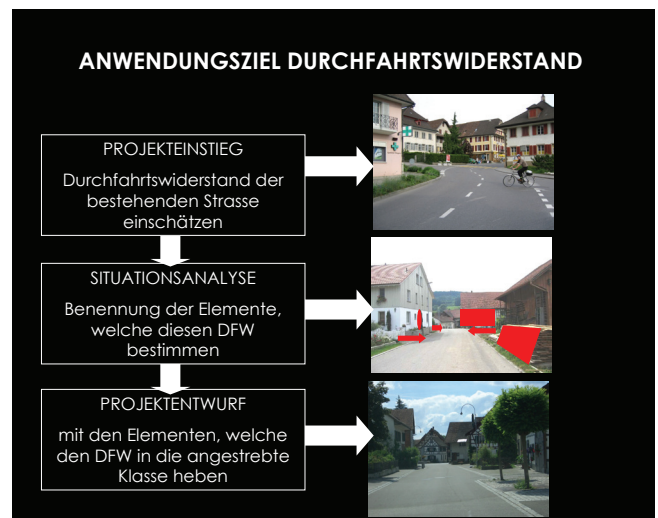 ANWENDUNGSZIEL DURCHFAHRTSWIDERSTAND
PROJEKTEINSTIEG
Durchfahrtswiderstand der
bestehenden Strasse
einschätzen
SITUATIONSANALYSE
Benennung der Elemente,
welche diesen DFW
bestimmen
PROJEKTENTWURF
mit den Elementen, welche
den DFW in die angestrebte
Klasse heben